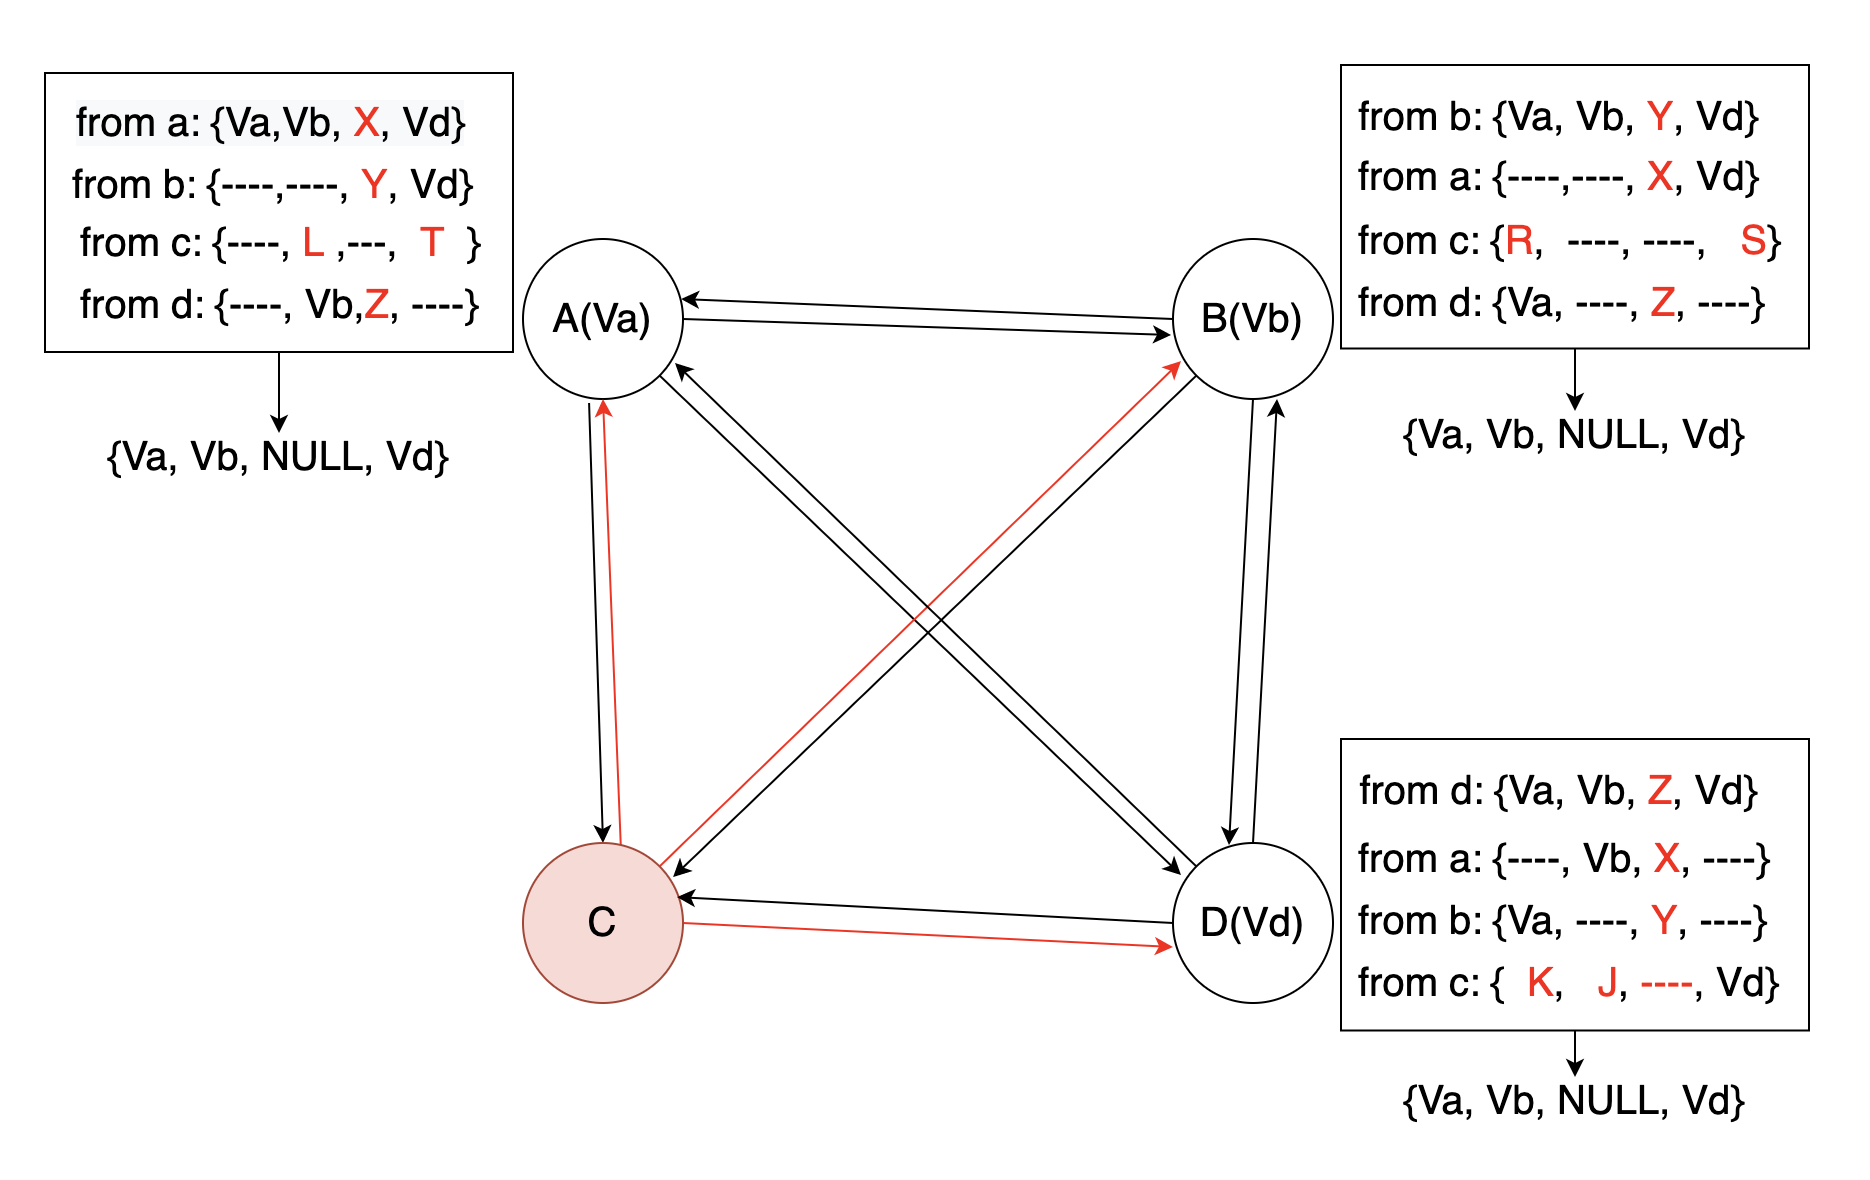 from a: {Va,Vb, X, Vd}
from b: {----,----, Y, Vd}
from c: {----, L ,---, T }
from d: {----, Vb,Z, ----}
{Va, Vb, NULL, Vd}
A(Va)
B(Vb)
from b: {Va, Vb, Y, Vd}
from a: {----,----, X, Vd}
from c: {R, ----, ----, S}
from d: {Va, ----, Z, ----}
{Va, Vb, NULL, Vd}
C
D(Vd)
from d: {Va, Vb, Z, Vd}
from a: {----, Vb, X, ----}
from b: {Va, ----, Y, ----}
from c: { K, J, ----, Vd}
{Va, Vb, NULL, Vd}